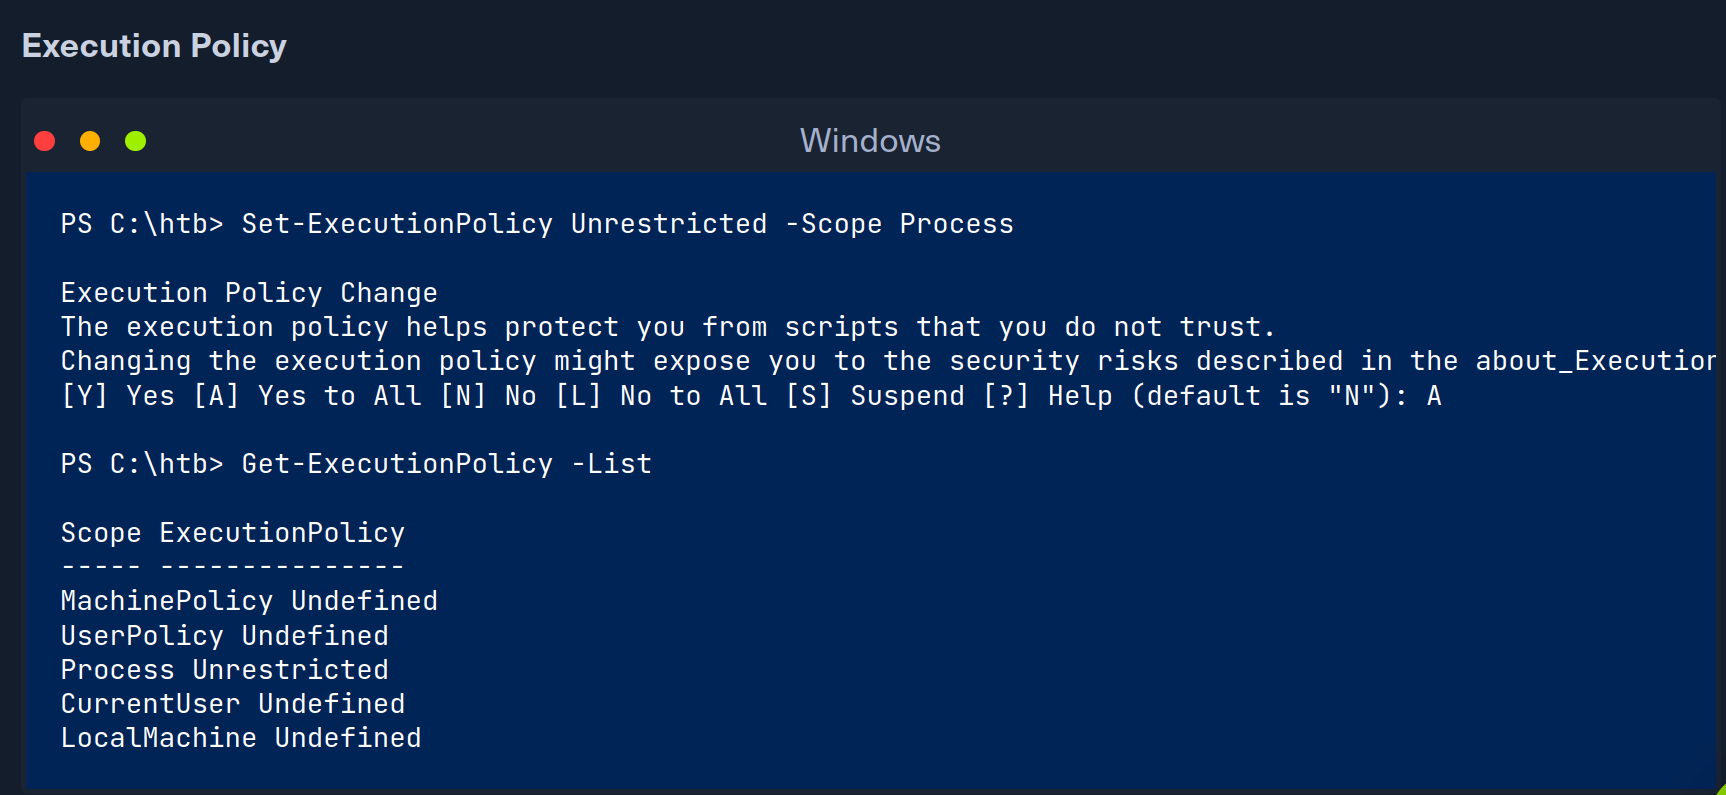 Execution Policy
Windows
PS C:\htb> Set-ExecutionPolicy Unrestricted -Scope Process
Execution Policy Change
The execution policy helps protect you from scripts that you do not trust.
Changing the execution policy might expose you to the security risks described in the about_Execution
[Y] Yes [A] Yes to All [N] No [L] No to All [S] Suspend [?] Help (default is "N"): A
PS C:\htb> Get-ExecutionPolicy -List
Scope ExecutionPolicy
----- ---------------
MachinePolicy Undefined
UserPolicy Undefined
Process Unrestricted
CurrentUser Undefined
LocalMachine Undefined